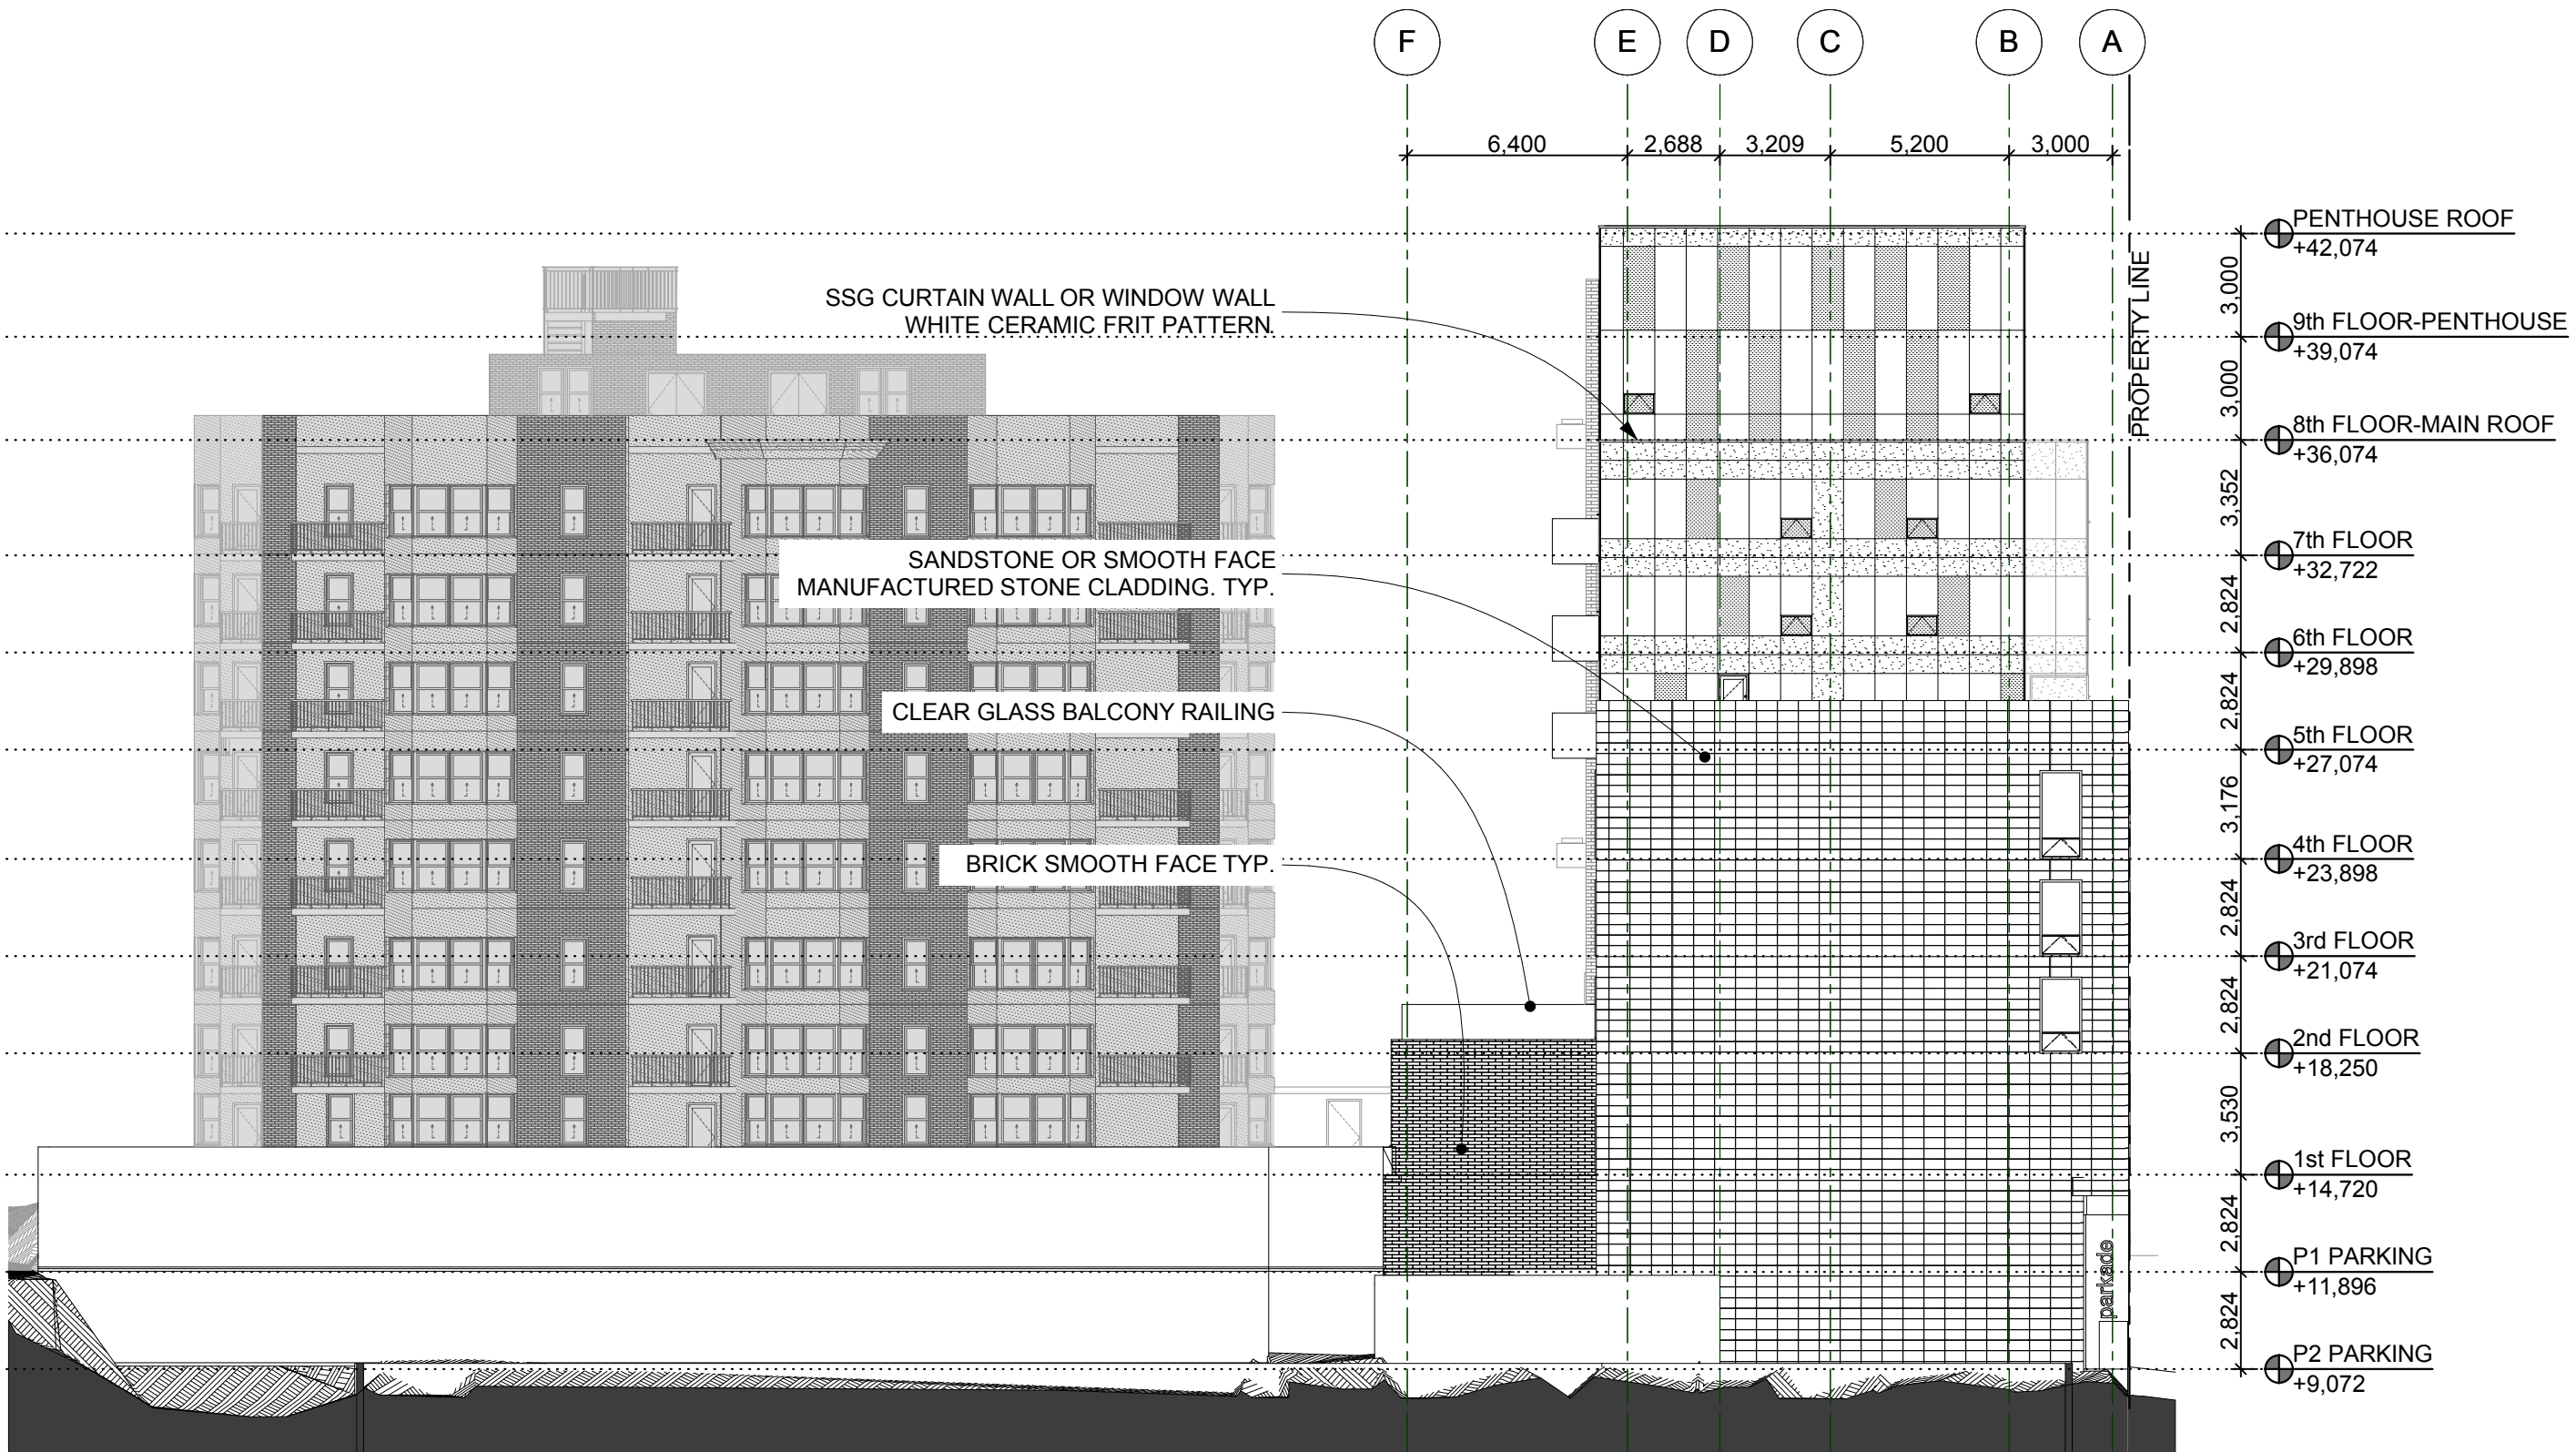 F E D C B A
6,400 2,688 3,209 5,200 3,000
PENTHOUSE ROOF
+42,074
3,000
PROPERTY LINE
SSG CURTAIN WALL OR WINDOW WALL
WHITE CERAMIC FRIT PATTERN.
9th FLOOR-PENTHOUSE
+39,074
3,000
8th FLOOR-MAIN ROOF
+36,074
3,352
SANDSTONE OR SMOOTH FACE
MANUFACTURED STONE CLADDING. TYP.
7th FLOOR
+32,722
2,824
6th FLOOR
+29,898
2,824
CLEAR GLASS BALCONY RAILING
5th FLOOR
+27,074
3,176
BRICK SMOOTH FACE TYP.
4th FLOOR
+23,898
2,824
3rd FLOOR
+21,074
2,824
2nd FLOOR
+18,250
3,530
1st FLOOR
+14,720
2,824
parkade
P1 PARKING
+11,896
2,824
P2 PARKING
+9,072